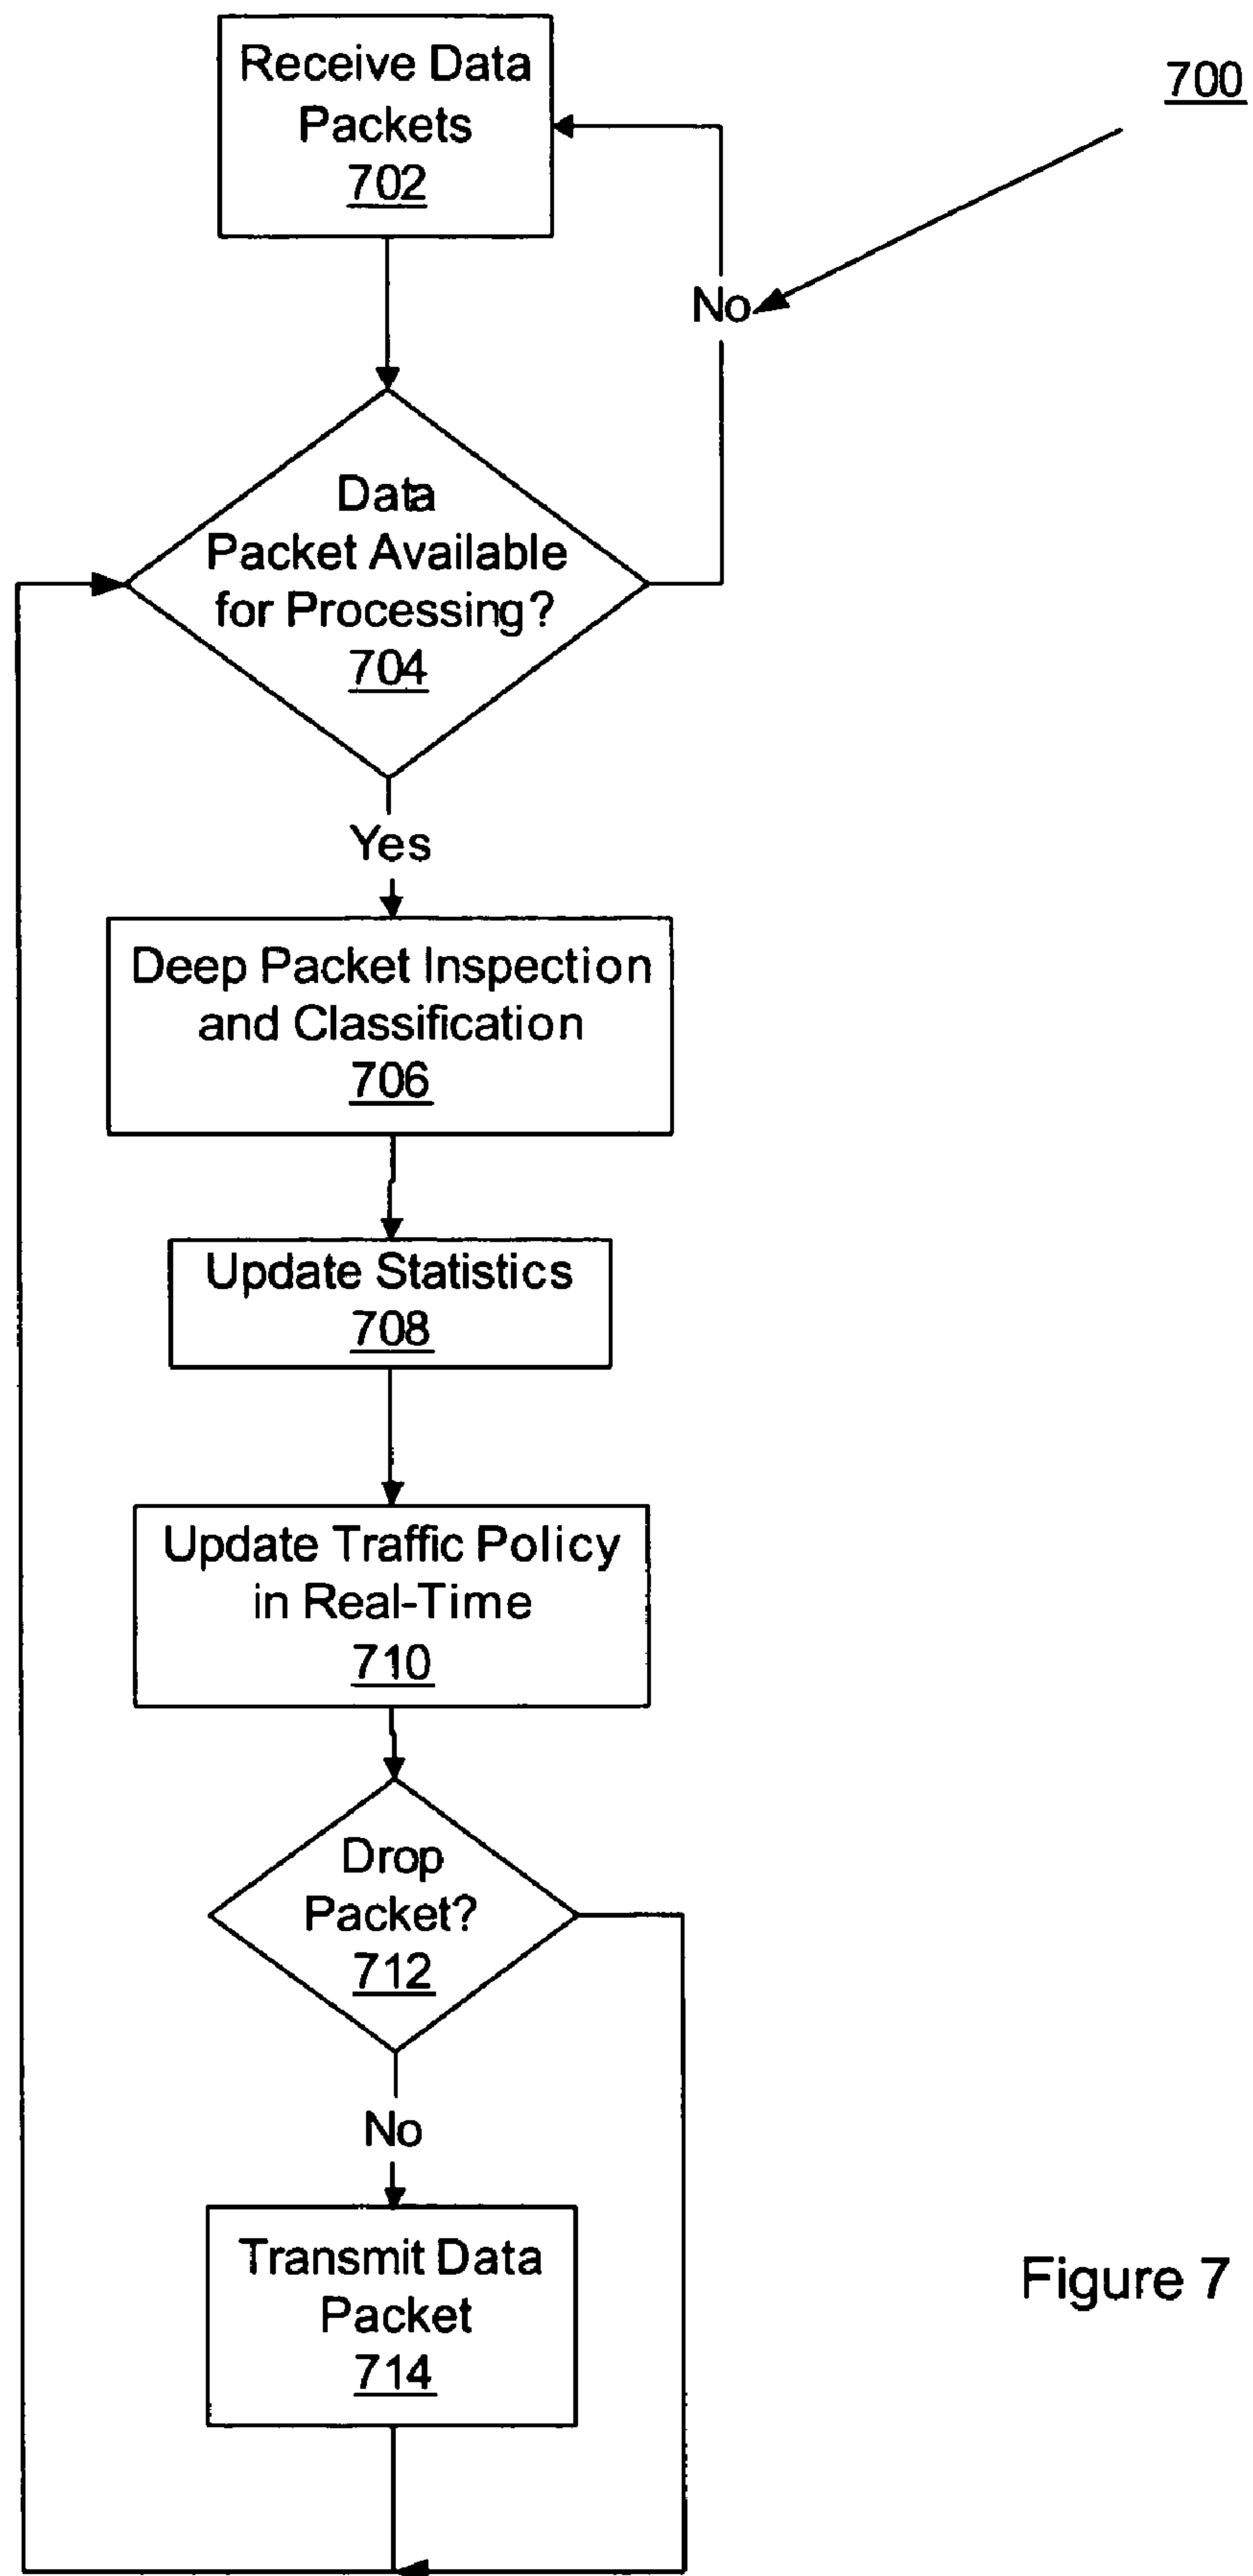 Receive Data
Packets
702
700
No
Data
Packet Available
for Processing?
704
Yes
Deep Packet Inspection
and Classification
706
Update Statistics
708
Update Traffic Policy
in Real-Time
710
Drop
Packet?
712
No
Transmit Data
Packet
714
Figure 7